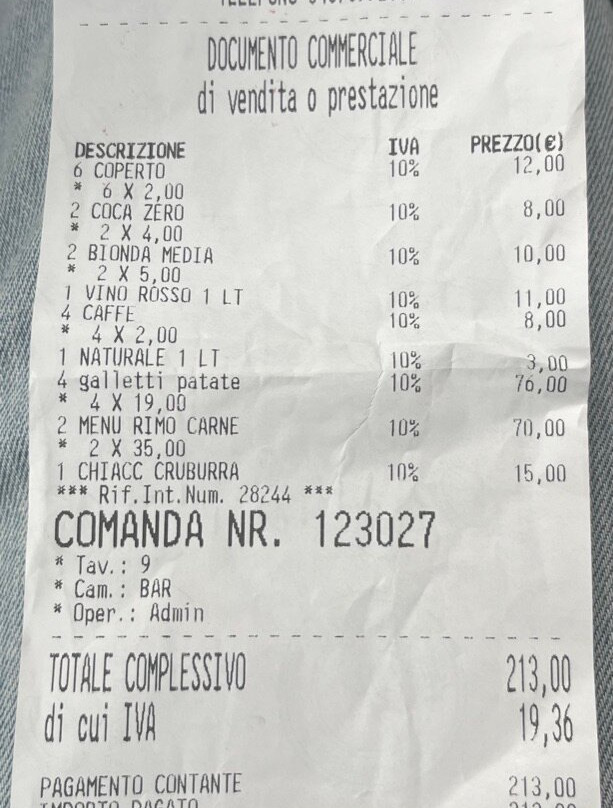 DOCUMENTO COMMERCIALE
di vendita o prestazione
DESCRIZIONE IVA PREZZO(€)
6 COPERTO 10% 12,00
* 6 X 2,00
2 COCA ZERO 10% 8,00
* 2 X 4,00
2 BIONDA MEDIA 10% 10,00
* 2 X 5,00
1 VINO ROSSO 1 LT 10% 11,00
4 CAFFE 10% 8,00
* 4 X 2,00
1 NATURALE 1 LT 10% 3,00
4 galletti patate 10% 76,00
* 4 X 19,00
2 MENU RIMO CARNE 10% 70,00
* 2 X 35,00
1 CHIACC CRUBURRA 10% 15,00
*** Rif.Int.Num. 28244 ***
COMANDA NR. 123027
* Tav.: 9
* Cam.: BAR
* Oper.: Admin
TOTALE COMPLESSIVO 213,00
di cui IVA 19,36
PAGAMENTO CONTANTE 213,00